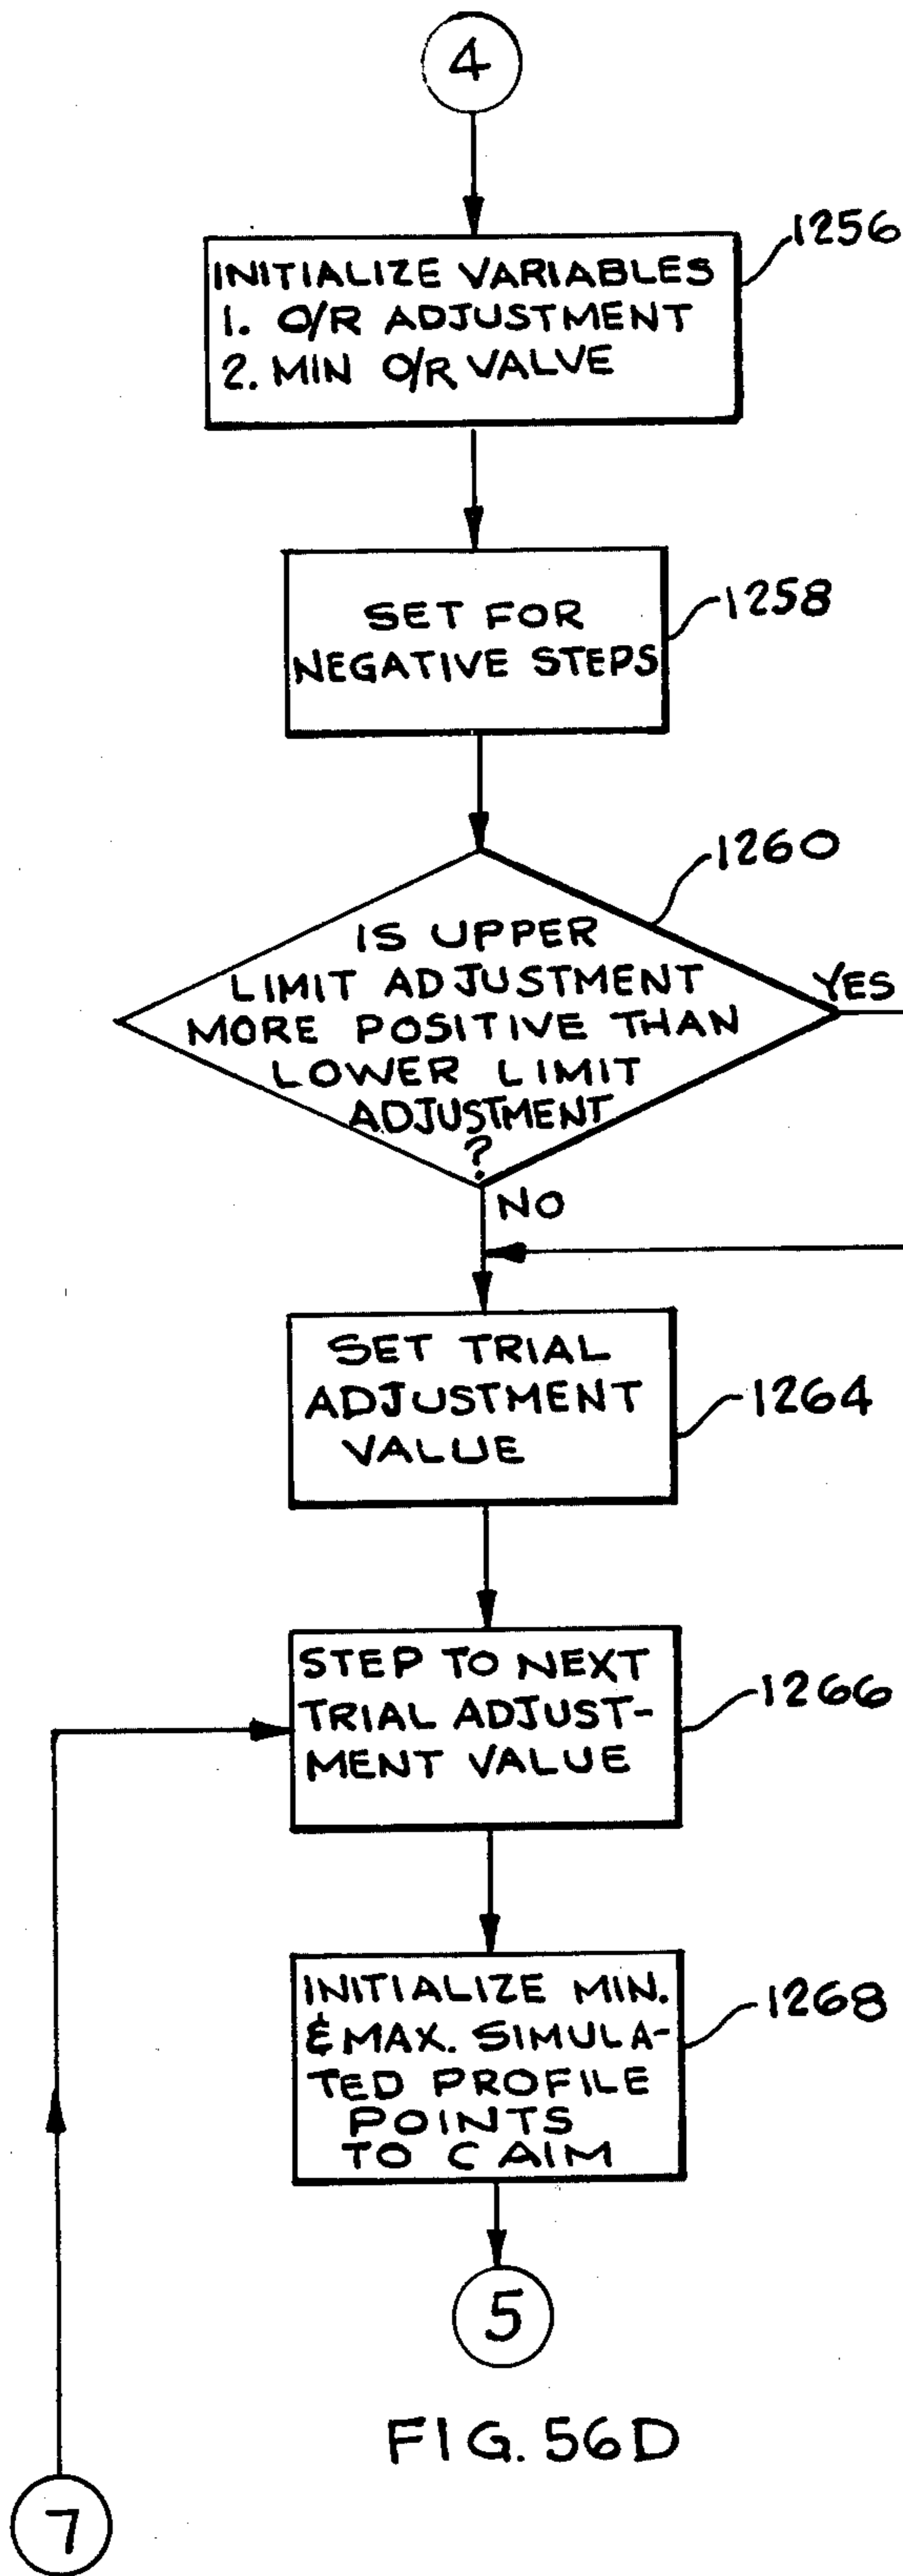 4
1256
INITIALIZE VARIABLES
1. O/R ADJUSTMENT
2. MIN O/R VALUE
1258
SET FOR
NEGATIVE STEPS
1260
IS UPPER
LIMIT ADJUSTMENT
MORE POSITIVE THAN
LOWER LIMIT
ADJUSTMENT
?
YES
NO
SET TRIAL
ADJUSTMENT
VALUE
1264
STEP TO NEXT
TRIAL ADJUST-
MENT VALUE
1266
INITIALIZE MIN.
& MAX. SIMULA-
TED PROFILE
POINTS
TO C AIM
1268
5
FIG. 56D
7